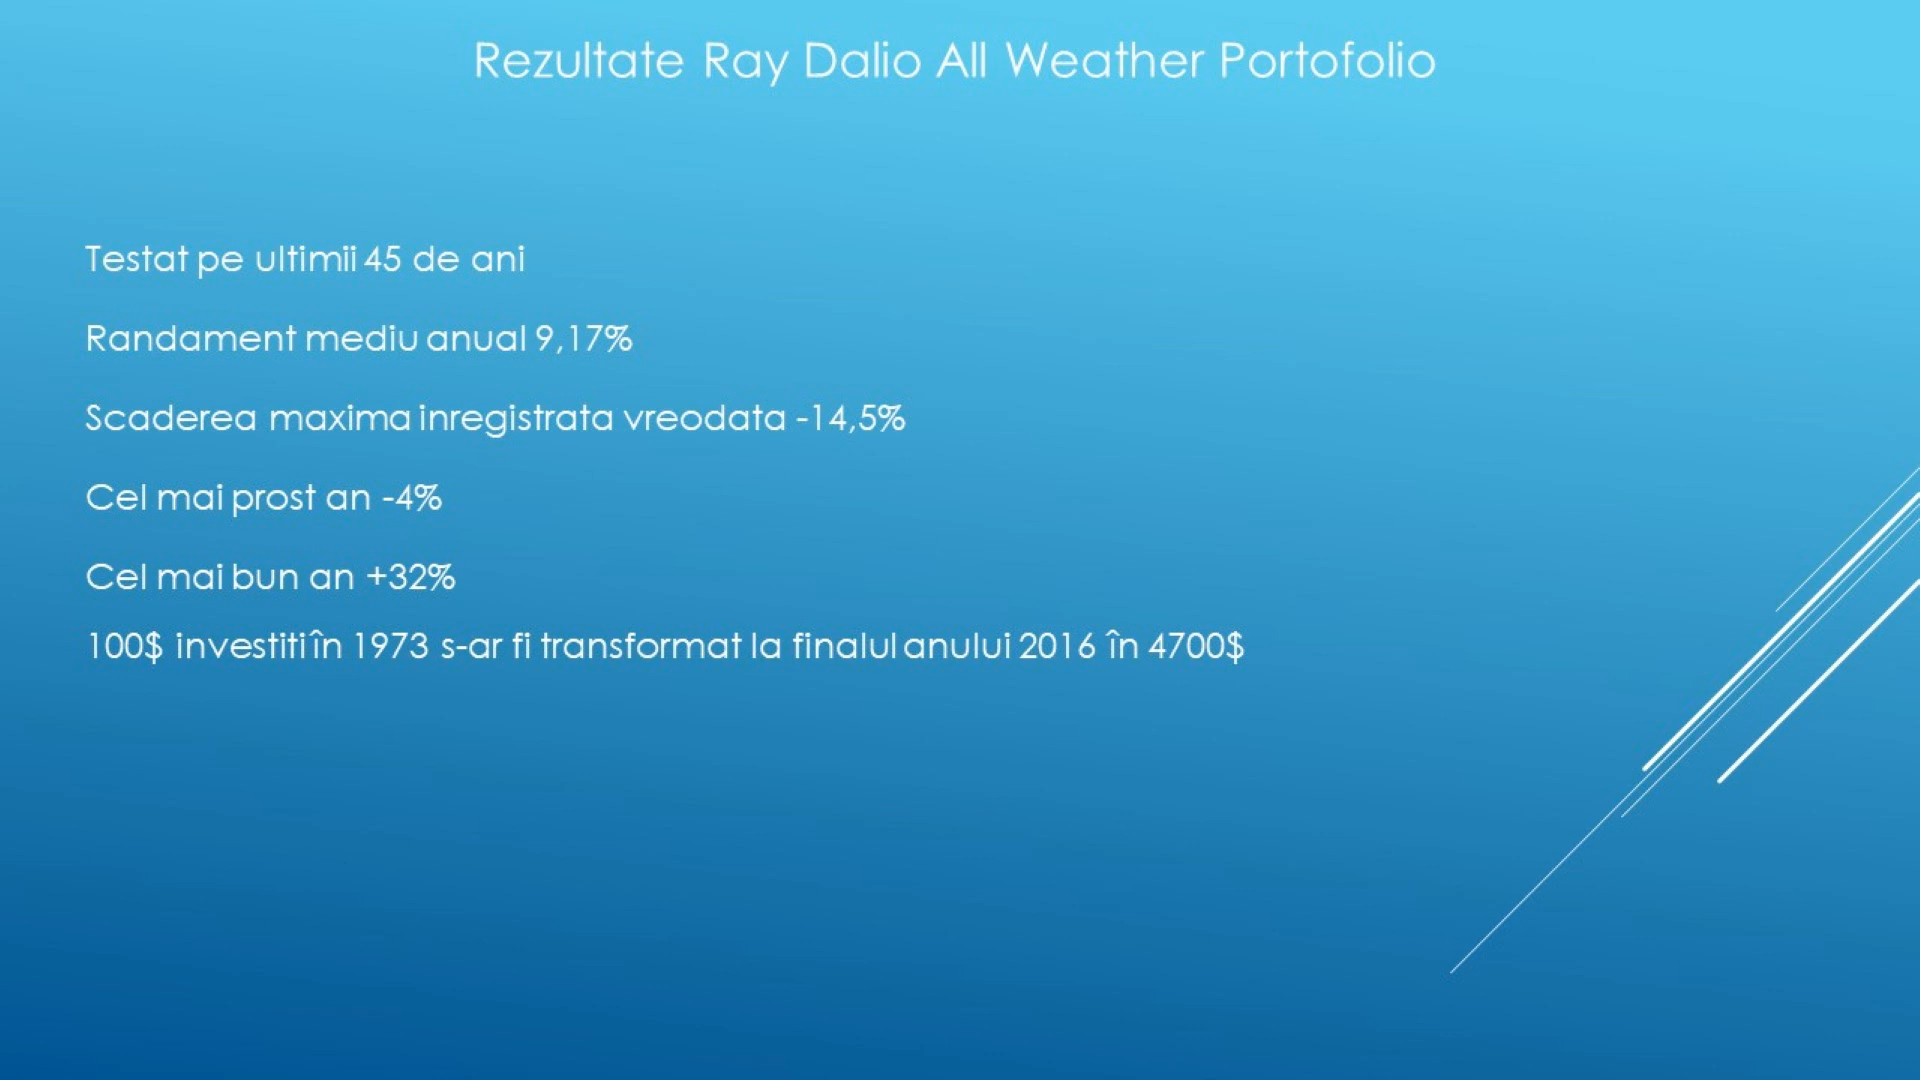 Rezultate Ray Dalio All Weather Portofolio
Testat pe ultimii 45 de ani
Randament mediu anual 9,17%
Scaderea maxima inregistrata vreodata -14,5%
Cel mai prost an -4%
Cel mai bun an +32%
100$ investiti în 1973 s-ar fi transformat la finalul anului 2016 în 4700$